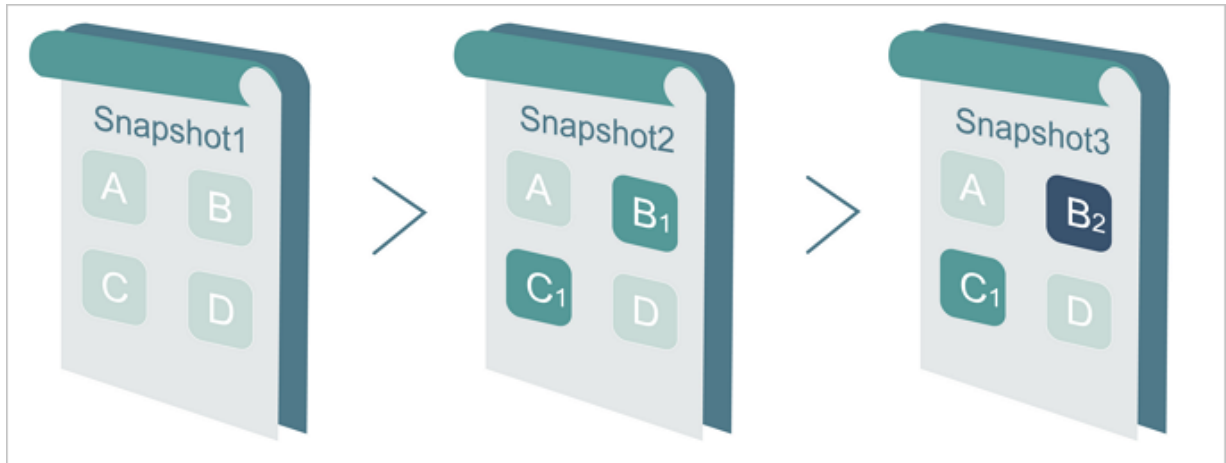 Snapshot1
A B
C D
Snapshot2
A B1
C1 D
Snapshot3
A B2
C1 D